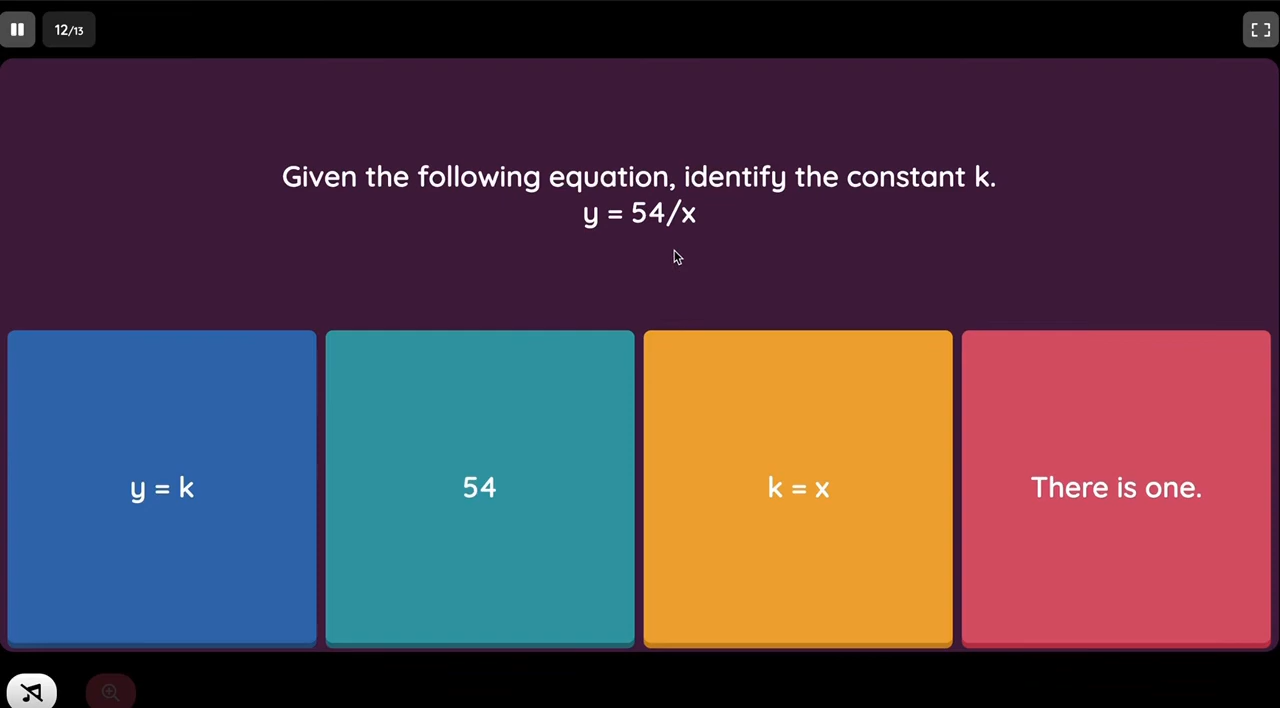 12/13
Given the following equation, identify the constant k.
y = 54/x
y = k
54
k = x
There is one.